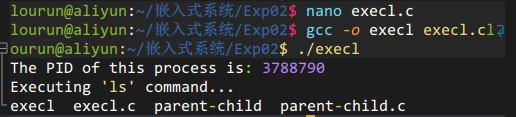 lourun@aliyun:~/嵌入式系统/Exp02$ nano execl.c
lourun@aliyun:~/嵌入式系统/Exp02$ gcc -o execl execl.cl
ourun@aliyun:~/嵌入式系统/Exp02$ ./execl
The PID of this process is: 3788790
Executing 'ls' command...
execl  execl.c  parent-child  parent-child.c